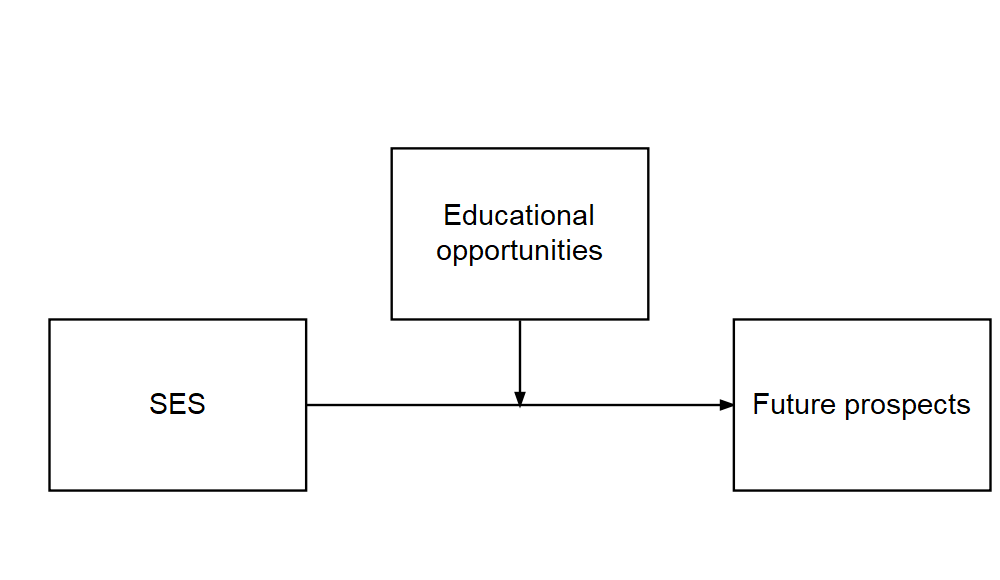 Educational
opportunities
SES
Future prospects